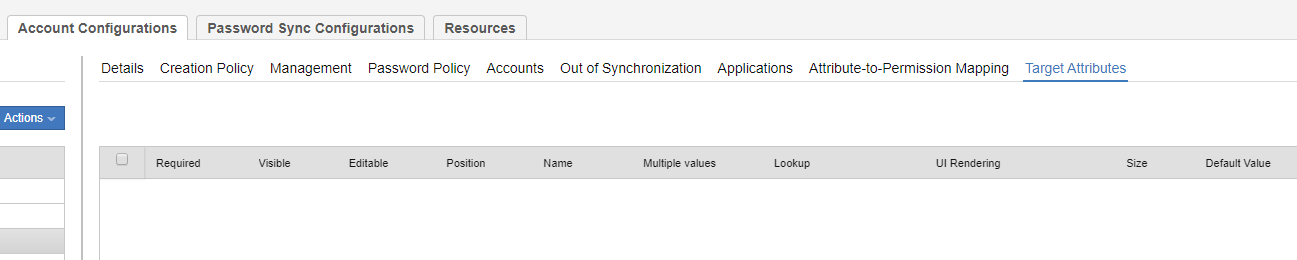 Account Configurations Password Sync Configurations Resources
Details Creation Policy Management Password Policy Accounts Out of Synchronization Applications Attribute-to-Permission Mapping Target Attributes
Actions
Required Visible Editable Position Name Multiple values Lookup UI Rendering Size Default Value